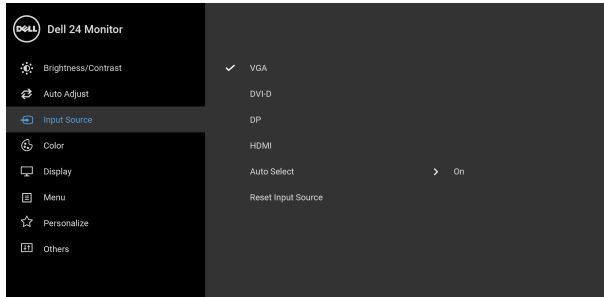 DELL Dell 24 Monitor
Brightness/Contrast
VGA
Auto Adjust
DVI-D
Input Source
DP
Color
HDMI
Display
Auto Select On
Menu
Reset Input Source
Personalize
Others